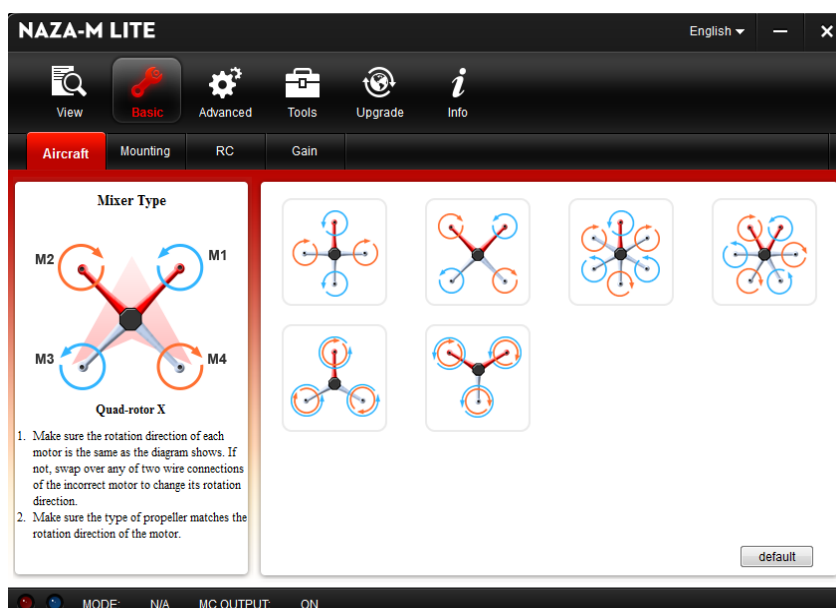 NAZA-M LITE
English
View Basic Advanced Tools Upgrade Info
Aircraft Mounting RC Gain
Mixer Type
M2 M1
M3 M4
Quad-rotor X
1. Make sure the rotation direction of each
motor is the same as the diagram shows. If
not, swap over any of two wire connections
of the incorrect motor to change its rotation
direction.
2. Make sure the type of propeller matches the
rotation direction of the motor.
default
MODE: N/A MC OUTPUT: ON